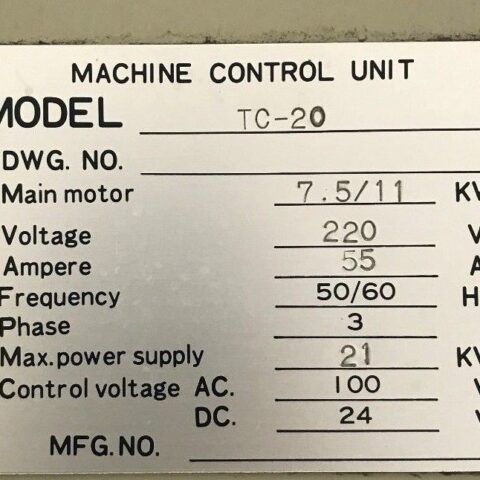 MACHINE CONTROL UNIT
MODEL TC-20
DWG. NO.
Main motor 7.5/11 KV
Voltage 220 V
Ampere 55 A
Frequency 50/60 H
Phase 3
Max.power supply 21 KV
Control voltage AC. 100 V
DC. 24 V
MFG.NO.